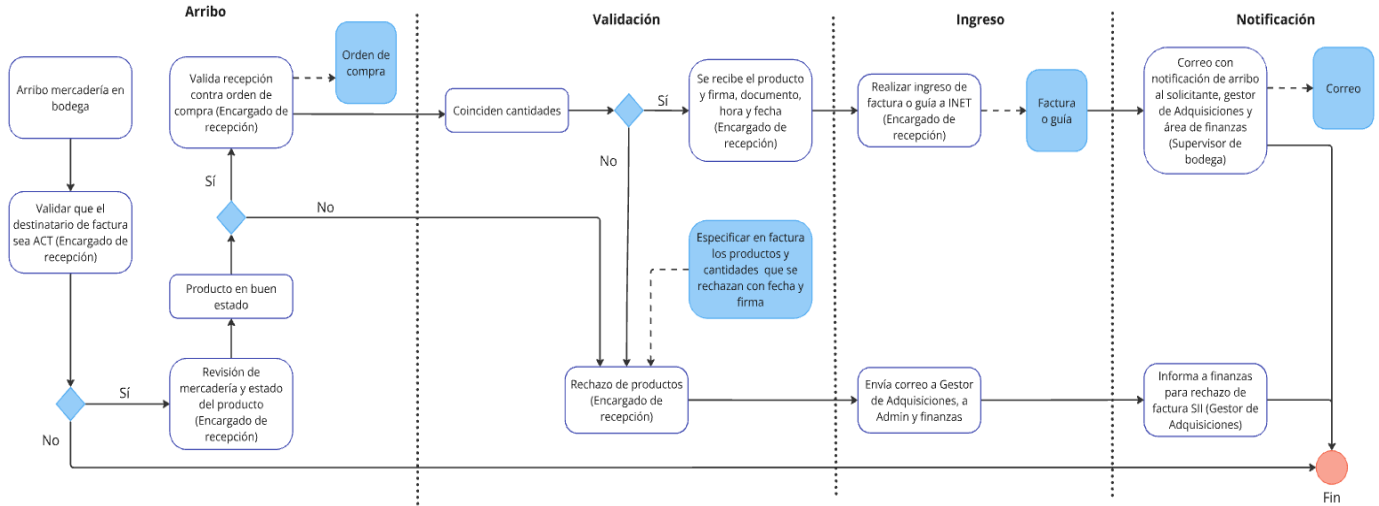 Arribo
Validación
Ingreso
Notificación
Arribo mercadería en
bodega
Validar que el
destinatario de factura
sea ACT (Encargado de
recepción)
Sí
No
Revisión de
mercadería y estado
del producto
(Encargado de
recepción)
Producto en buen
estado
Sí
No
Valida recepción
contra orden de
compra (Encargado de
recepción)
Orden de
compra
Coinciden cantidades
Sí
No
Se recibe el producto
y firma, documento,
hora y fecha
(Encargado de
recepción)
Especificar en factura
los productos y
cantidades que se
rechazan con fecha y
firma
Rechazo de productos
(Encargado de
recepción)
Realizar ingreso de
factura o guía a INET
(Encargado de
recepción)
Factura
o guía
Envía correo a Gestor
de Adquisiciones, a
Admin y finanzas
Correo con
notificación de arribo
al solicitante, gestor
de Adquisiciones y
área de finanzas
(Supervisor de
bodega)
Correo
Informa a finanzas
para rechazo de
factura SII (Gestor de
Adquisiciones)
Fin